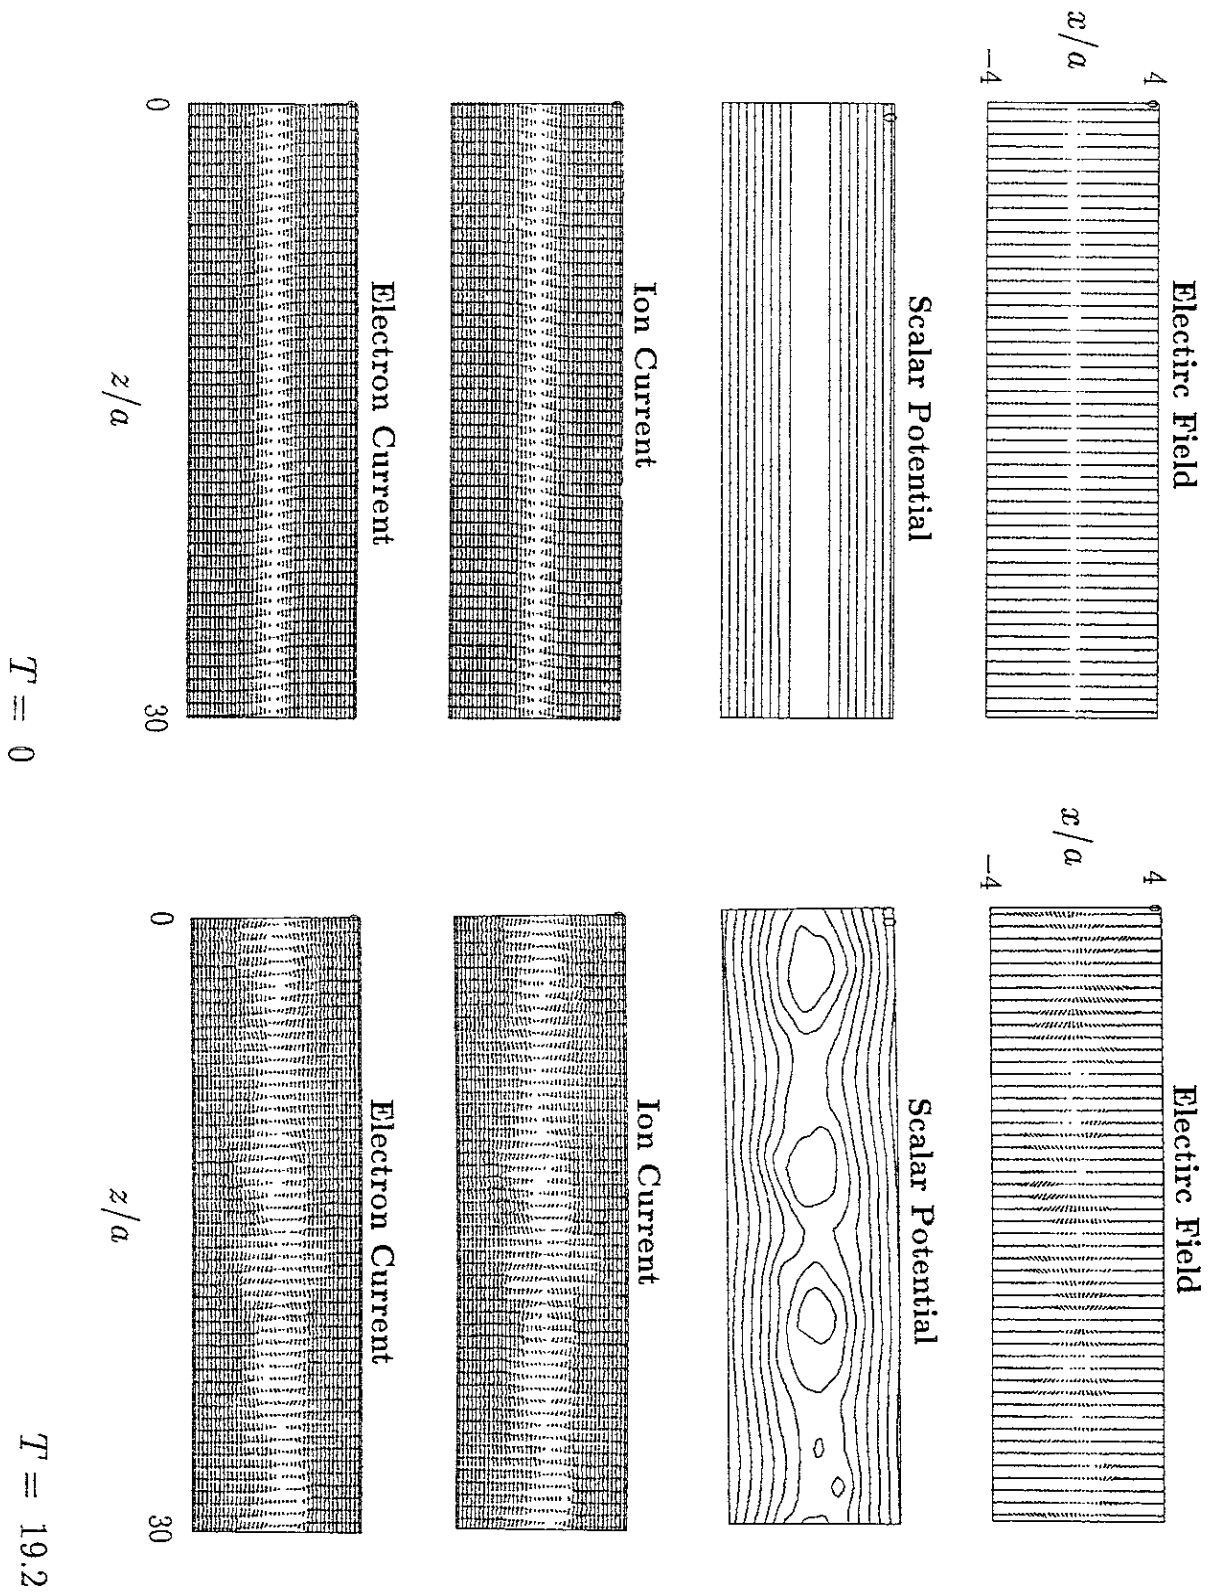 Electirc Field
4
x/a
−4
Scalar Potential
Ion Current
Electron Current
0
z/a
30
T = 0
Electirc Field
4
x/a
−4
Scalar Potential
Ion Current
Electron Current
0
z/a
30
T = 19.2